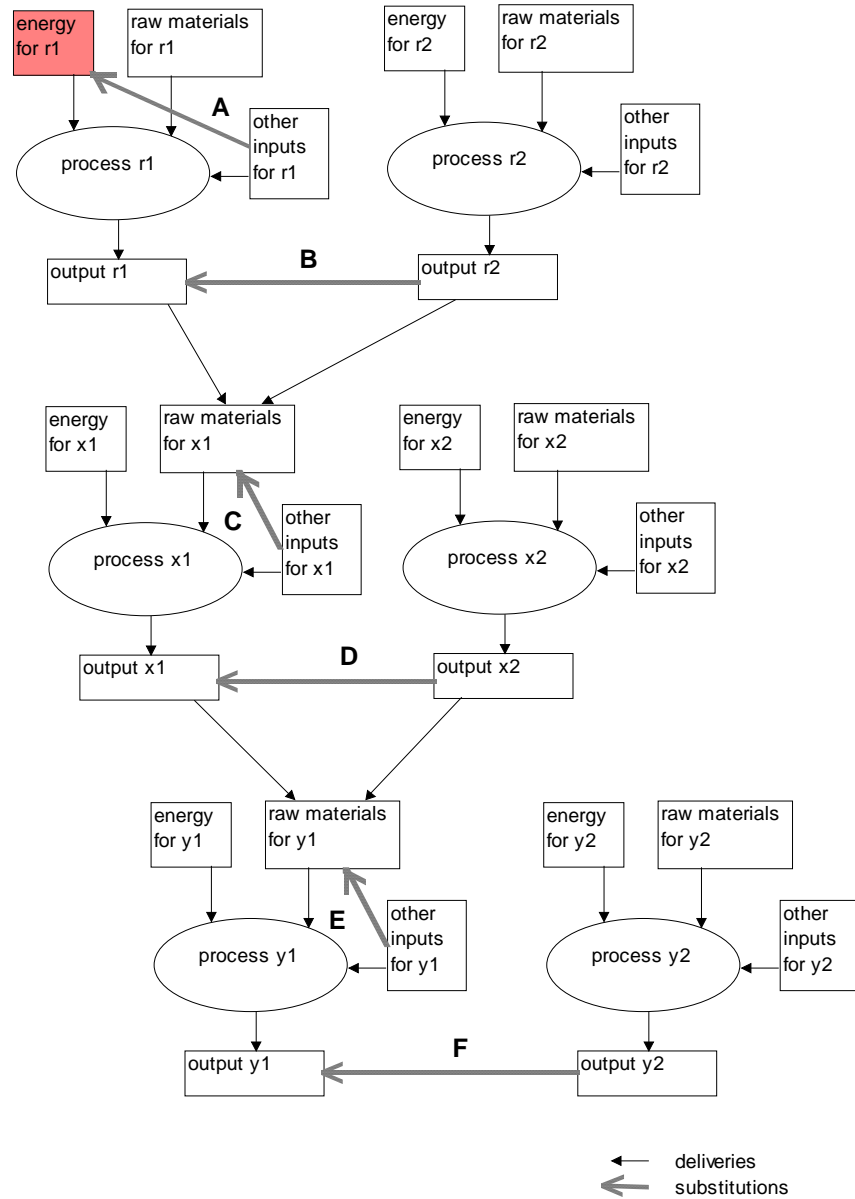 energy
for r1
raw materials
for r1
energy
for r2
raw materials
for r2
A
other
inputs
for r1
other
inputs
for r2
process r1
process r2
B
output r1
output r2
energy
for x1
raw materials
for x1
energy
for x2
raw materials
for x2
C
other
inputs
for x1
other
inputs
for x2
process x1
process x2
D
output x1
output x2
energy
for y1
raw materials
for y1
energy
for y2
raw materials
for y2
E
other
inputs
for y1
other
inputs
for y2
process y1
process y2
F
output y1
output y2
deliveries
substitutions